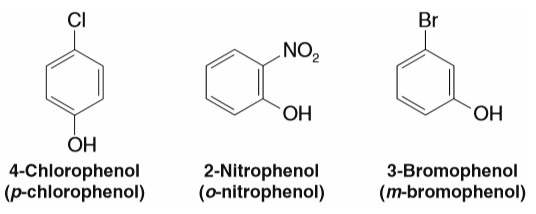 Cl
OH
4-Chlorophenol
(p-chlorophenol)
NO₂
OH
2-Nitrophenol
(o-nitrophenol)
Br
OH
3-Bromophenol
(m-bromophenol)